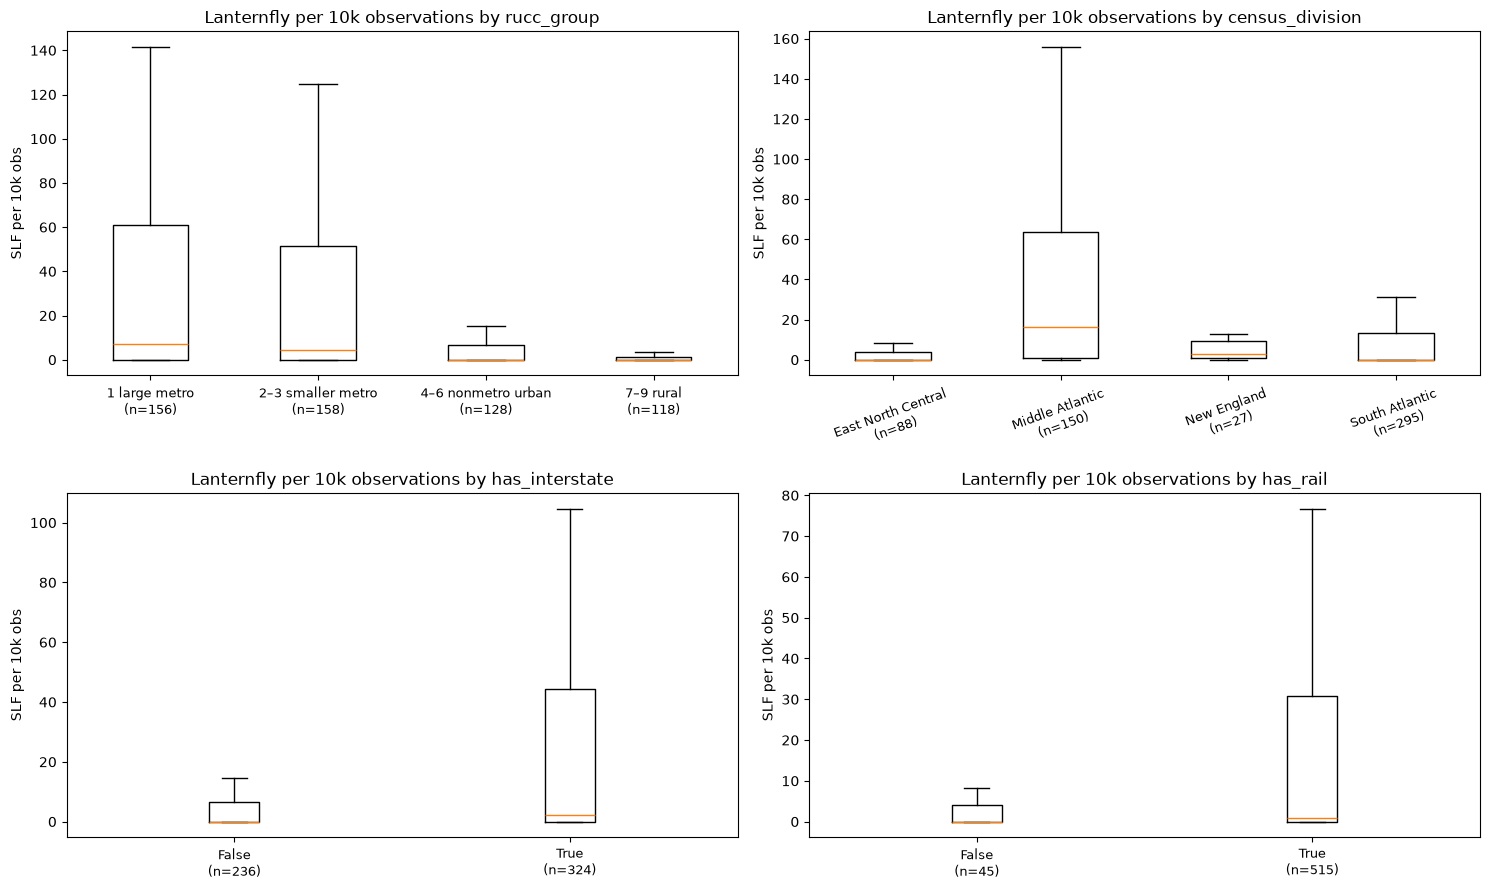 Lanternfly per 10k observations by rucc_group
SLF per 10k obs
140
120
100
80
60
40
20
0
1 large metro
(n=156)
2–3 smaller metro
(n=158)
4–6 nonmetro urban
(n=128)
7–9 rural
(n=118)
Lanternfly per 10k observations by census_division
SLF per 10k obs
160
140
120
100
80
60
40
20
0
East North Central
(n=88)
Middle Atlantic
(n=150)
New England
(n=27)
South Atlantic
(n=295)
Lanternfly per 10k observations by has_interstate
SLF per 10k obs
100
80
60
40
20
0
False
(n=236)
True
(n=324)
Lanternfly per 10k observations by has_rail
SLF per 10k obs
80
70
60
50
40
30
20
10
0
False
(n=45)
True
(n=515)